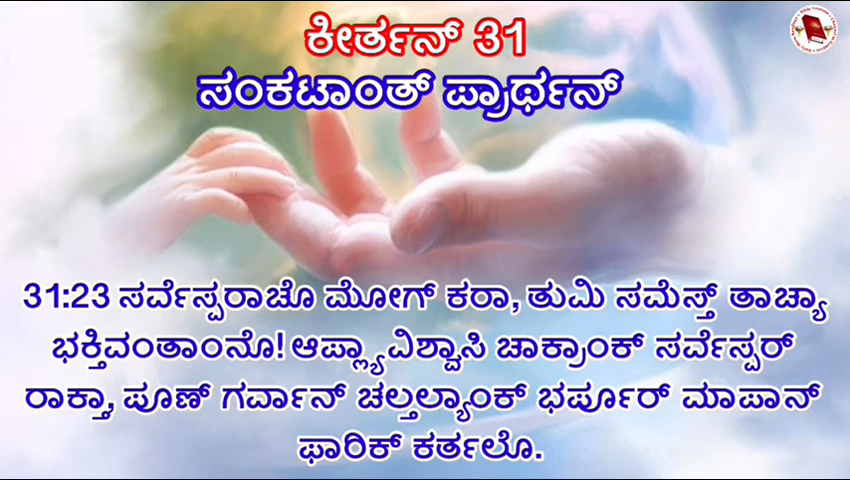 ಕೀರ್ತನ್ 31
ಸಂಕಟಾಂತ್ ಪ್ರಾರ್ಥನ್
31:23 ಸರ್ವೆಸ್ಪರಾಚೊ ಮೋಗ್ ಕರಾ, ತುಮಿ ಸಮೆಸ್ತ್ ತಾಚ್ಯಾ
ಭಕ್ತಿವಂತಾಂನೊ! ಆಪ್ಲ್ಯಾ ವಿಶ್ವಾಸಿ ಚಾಕ್ರಾಂಕ್ ಸರ್ವೆಸ್ಪರ್
ರಾಕ್ತಾ, ಪೂಣ್ ಗರ್ವಾನ್ ಚಲ್ತಲ್ಯಾಂಕ್ ಭರ್ಪೂರ್ ಮಾಪಾನ್
ಫಾರಿಕ್ ಕರ್ತಲೊ.